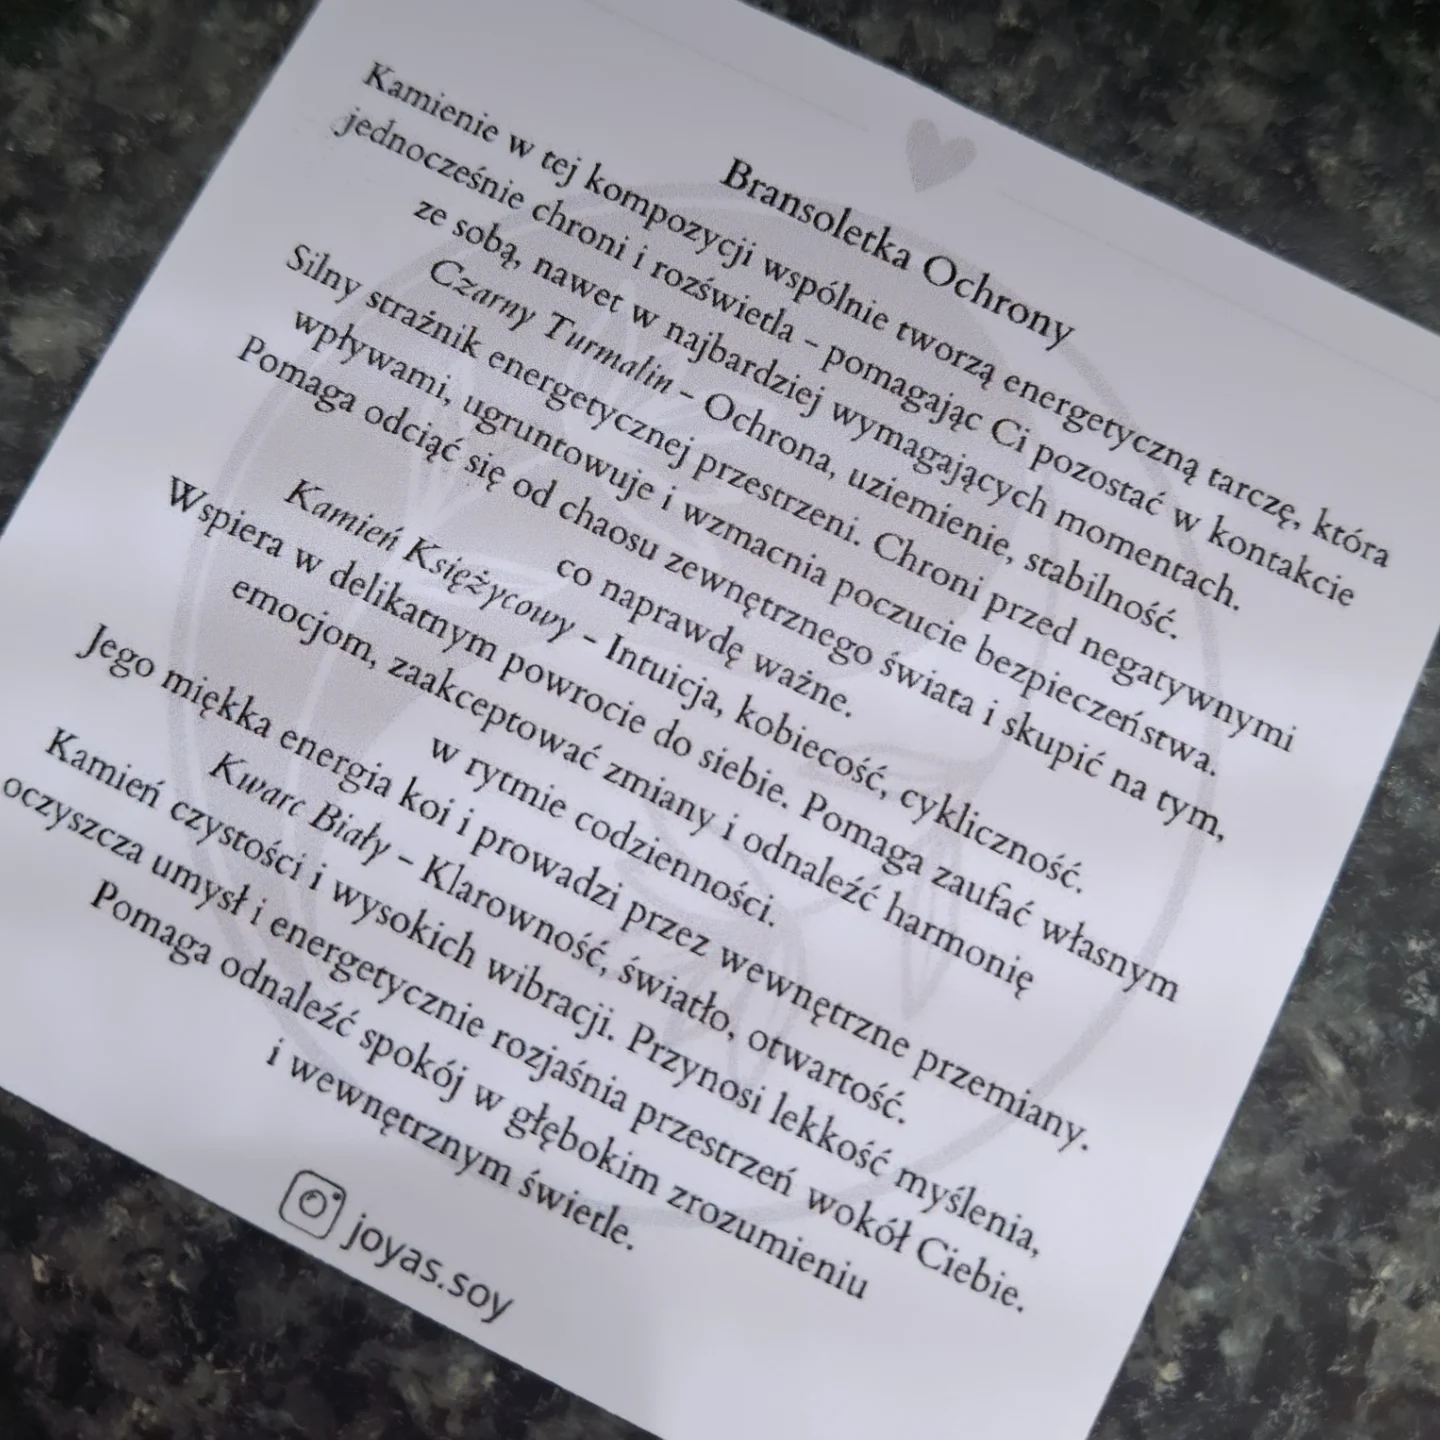 Bransoletka Ochrony
Kamienie w tej kompozycji wspólnie tworzą energetyczną tarczę, która
jednocześnie chroni i rozświetla - pomagając Ci pozostać w kontakcie
ze sobą, nawet w najbardziej wymagających momentach.
Czarny Turmalin - Ochrona, uziemienie, stabilność.
Silny strażnik energetycznej przestrzeni. Chroni przed negatywnymi
wpływami, ugruntowuje i wzmacnia poczucie bezpieczeństwa.
Pomaga odciąć się od chaosu zewnętrznego świata i skupić na tym,
co naprawdę ważne.
Kamień Księżycowy - Intuicja, kobiecość, cykliczność.
Wspiera w delikatnym powrocie do siebie. Pomaga zaufać własnym
emocjom, zaakceptować zmiany i odnaleźć harmonię
w rytmie codzienności.
Jego miękka energia koi i prowadzi przez wewnętrzne przemiany.
Kwarc Biały - Klarowność, światło, otwartość.
Kamień czystości i wysokich wibracji. Przynosi lekkość myślenia,
oczyszcza umysł i energetycznie rozjaśnia przestrzeń wokół Ciebie.
Pomaga odnaleźć spokój w głębokim zrozumieniu
i wewnętrznym świetle.
joyas.soy